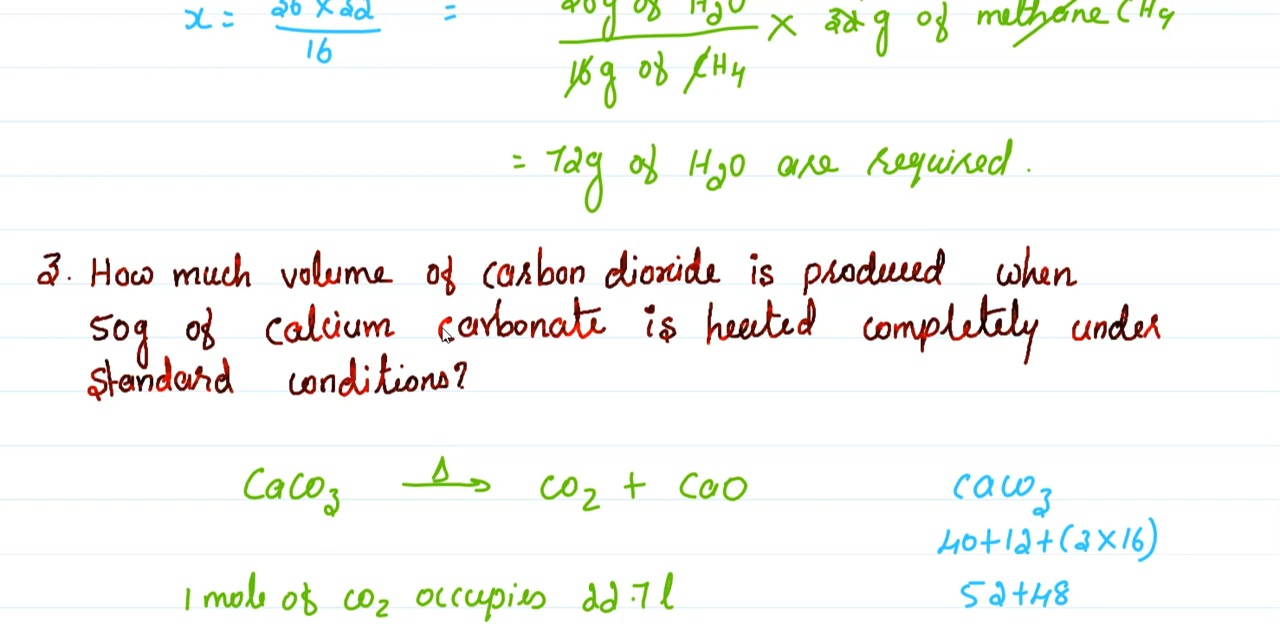 x = 36 × 32 / 16 = 36g of H₂O / 16g of CH₄ × 32g of methane CH₄
= 72g of H₂O are required.
3. How much volume of carbon dioxide is produced when
50g of calcium carbonate is heated completely under
standard conditions?
CaCO₃ —Δ→ CO₂ + CaO
CaCO₃
40+12+(3×16)
1 mole of CO₂ occupies 22.7 l
52+48